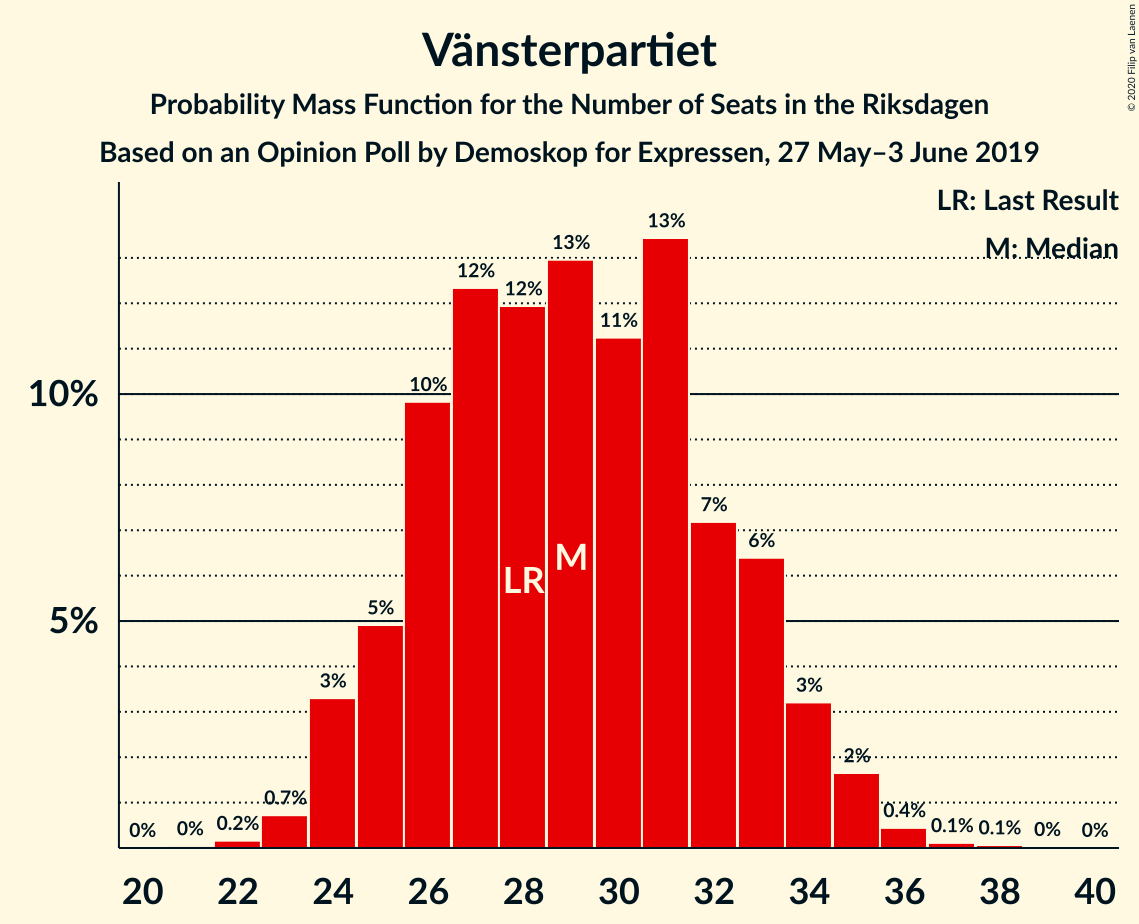 Vänsterpartiet
Probability Mass Function for the Number of Seats in the Riksdagen
Based on an Opinion Poll by Demoskop for Expressen, 27 May–3 June 2019
© 2020 Filip van Laenen
LR: Last Result
M: Median
10%
5%
0%
0%
0.2%
0.7%
3%
5%
10%
12%
12%
13%
11%
13%
7%
6%
3%
2%
0.4%
0.1%
0.1%
0%
0%
LR
M
20 22 24 26 28 30 32 34 36 38 40